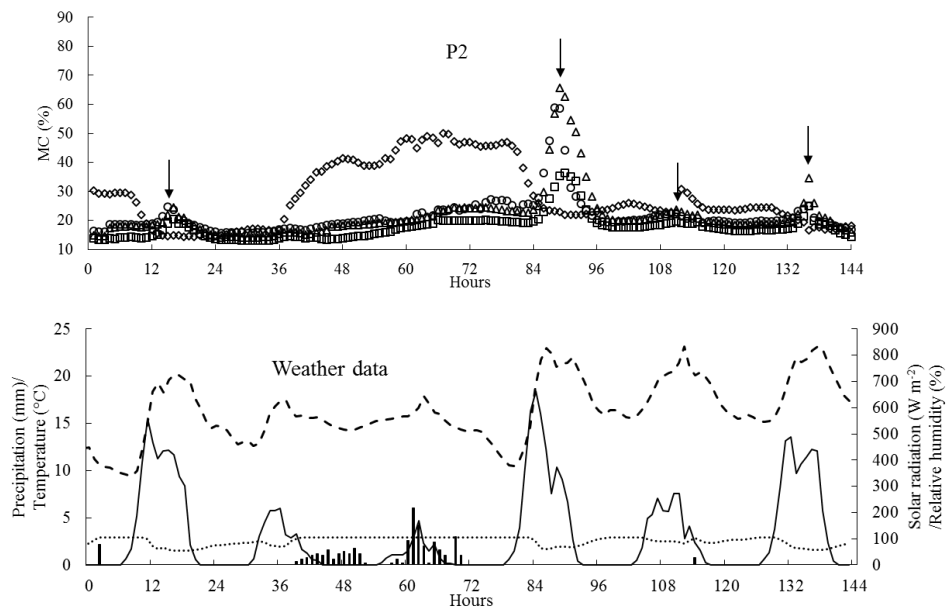 90
80
70
60
50
40
30
20
10
MC (%)
P2
0 12 24 36 48 60 72 84 96 108 120 132 144
Hours
25
20
15
10
5
0
Precipitation (mm)/
Temperature (°C)
Weather data
900
800
700
600
500
400
300
200
100
0
Solar radiation (W m⁻²)
/Relative humidity (%)
0 12 24 36 48 60 72 84 96 108 120 132 144
Hours